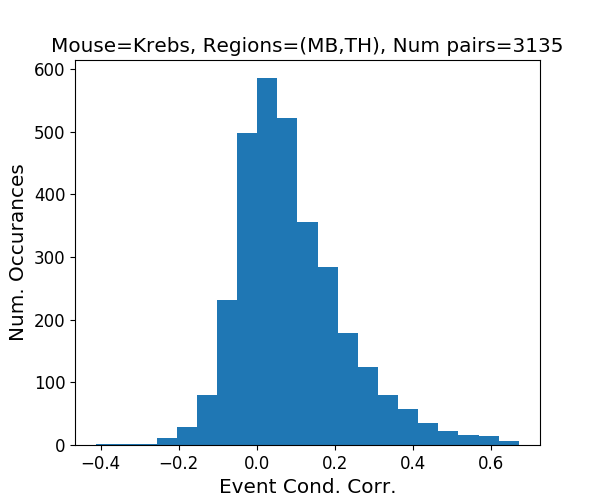 Mouse=Krebs, Regions=(MB,TH), Num pairs=3135
600
500
400
300
200
100
0
Num. Occurances
−0.4 −0.2 0.0 0.2 0.4 0.6
Event Cond. Corr.